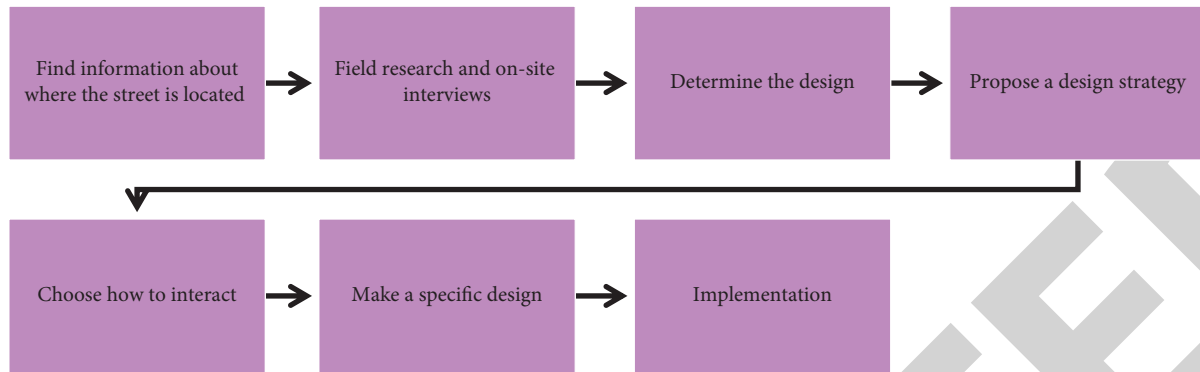 Find information about
where the street is located
Field research and on-site
interviews
Determine the design
Propose a design strategy
Choose how to interact
Make a specific design
Implementation